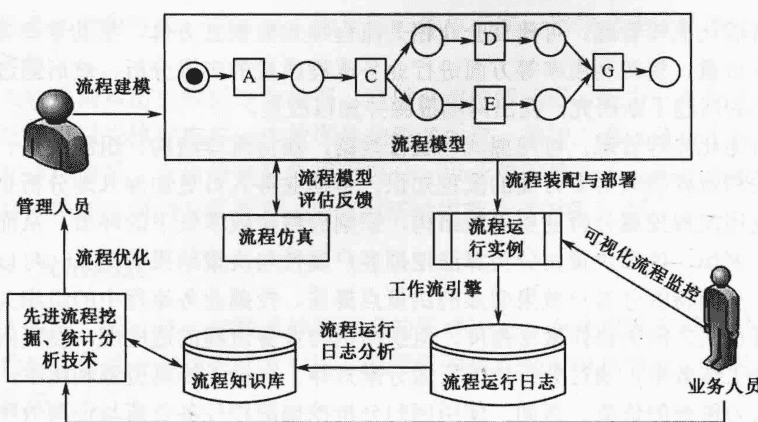 流程建模
A
C
D
E
G
流程模型
管理人员
流程模型
评估反馈
流程装配与部署
流程仿真
流程运
行实例
可视化流程监控
流程优化
工作流引擎
先进流程挖
掘、统计分
析技术
流程运行
日志分析
流程知识库
流程运行日志
业务人员